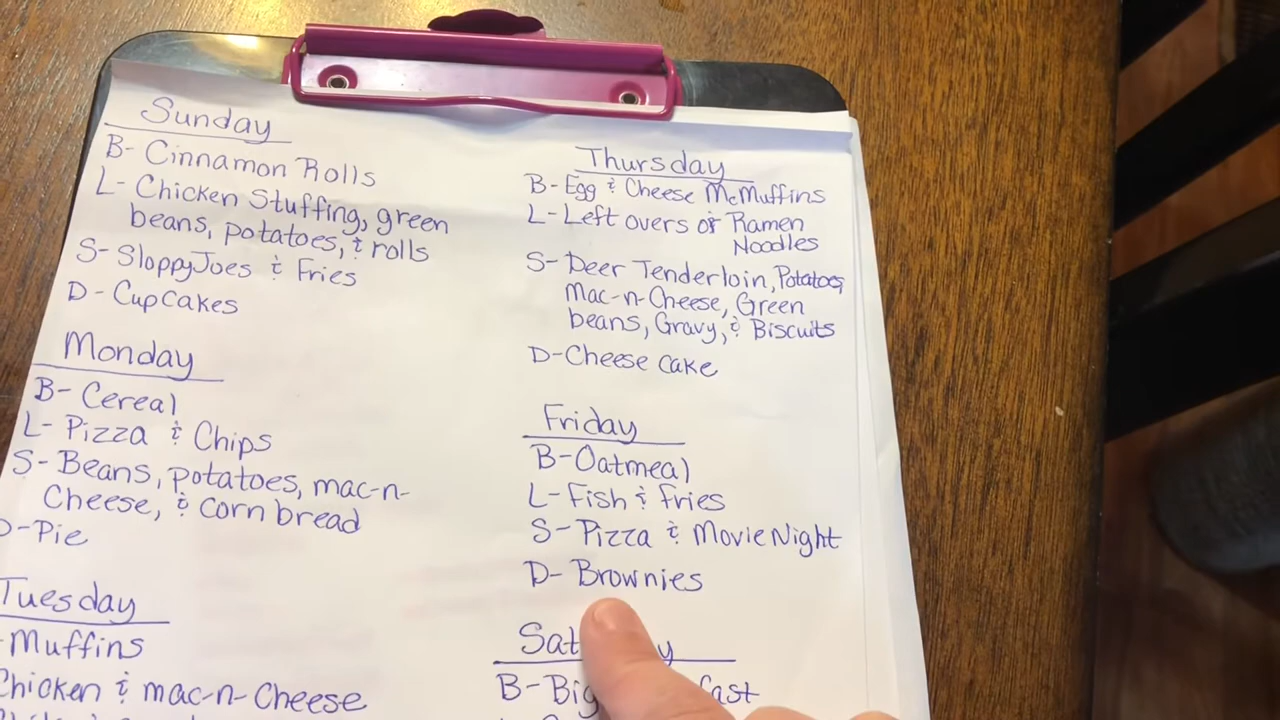 Sunday
B- Cinnamon Rolls
L- Chicken Stuffing, green
beans, potatoes, & rolls
S- Sloppy Joes & Fries
D- Cupcakes
Monday
B- Cereal
L- Pizza & Chips
S- Beans, potatoes, mac-n-
Cheese, & Corn bread
D-Pie
Tuesday
-Muffins
Chicken & mac-n-Cheese
Thursday
B- Egg & Cheese McMuffins
L- Left overs or Ramen
Noodles
S- Deer Tenderloin, Potatoes,
Mac-n-Cheese, Green
beans, Gravy, & Biscuits
D-Cheese cake
Friday
B-Oatmeal
L- Fish & Fries
S- Pizza & Movie Night
D- Brownies
Sat y
B- Big fast